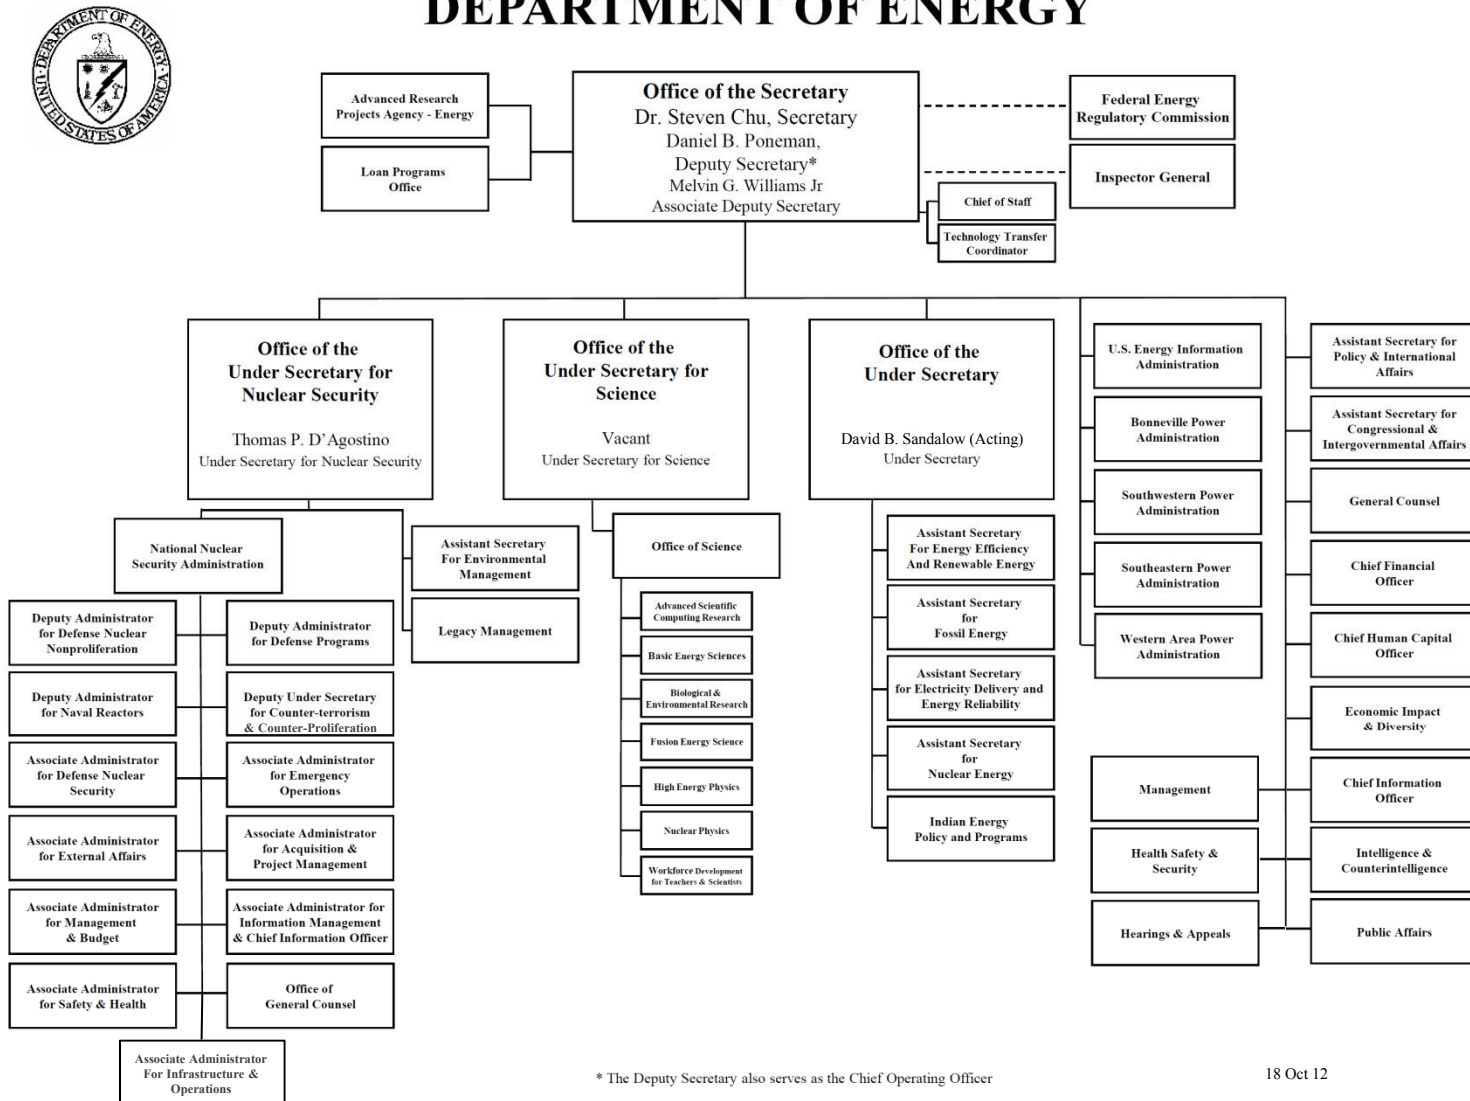 DEPARTMENT OF ENERGY
DEPARTMENT OF ENERGY
UNITED STATES OF AMERICA
Advanced Research
Projects Agency - Energy
Loan Programs
Office
Office of the Secretary
Dr. Steven Chu, Secretary
Daniel B. Poneman,
Deputy Secretary*
Melvin G. Williams Jr
Associate Deputy Secretary
Federal Energy
Regulatory Commission
Inspector General
Chief of Staff
Technology Transfer
Coordinator
Office of the
Under Secretary for
Nuclear Security
Thomas P. D’Agostino
Under Secretary for Nuclear Security
Office of the
Under Secretary for
Science
Vacant
Under Secretary for Science
Office of the
Under Secretary
David B. Sandalow (Acting)
Under Secretary
National Nuclear
Security Administration
Assistant Secretary
For Environmental
Management
Legacy Management
Deputy Administrator
for Defense Nuclear
Nonproliferation
Deputy Administrator
for Defense Programs
Deputy Administrator
for Naval Reactors
Deputy Under Secretary
for Counter-terrorism
& Counter-Proliferation
Associate Administrator
for Defense Nuclear
Security
Associate Administrator
for Emergency
Operations
Associate Administrator
for External Affairs
Associate Administrator
for Acquisition &
Project Management
Associate Administrator
for Management
& Budget
Associate Administrator for
Information Management
& Chief Information Officer
Associate Administrator
for Safety & Health
Office of
General Counsel
Associate Administrator
For Infrastructure &
Operations
Office of Science
Advanced Scientific
Computing Research
Basic Energy Sciences
Biological &
Environmental Research
Fusion Energy Science
High Energy Physics
Nuclear Physics
Workforce Development
for Teachers & Scientists
Assistant Secretary
For Energy Efficiency
And Renewable Energy
Assistant Secretary
for
Fossil Energy
Assistant Secretary
for Electricity Delivery and
Energy Reliability
Assistant Secretary
for
Nuclear Energy
Indian Energy
Policy and Programs
U.S. Energy Information
Administration
Bonneville Power
Administration
Southwestern Power
Administration
Southeastern Power
Administration
Western Area Power
Administration
Management
Health Safety &
Security
Hearings & Appeals
Assistant Secretary for
Policy & International
Affairs
Assistant Secretary for
Congressional &
Intergovernmental Affairs
General Counsel
Chief Financial
Officer
Chief Human Capital
Officer
Economic Impact
& Diversity
Chief Information
Officer
Intelligence &
Counterintelligence
Public Affairs
* The Deputy Secretary also serves as the Chief Operating Officer
18 Oct 12